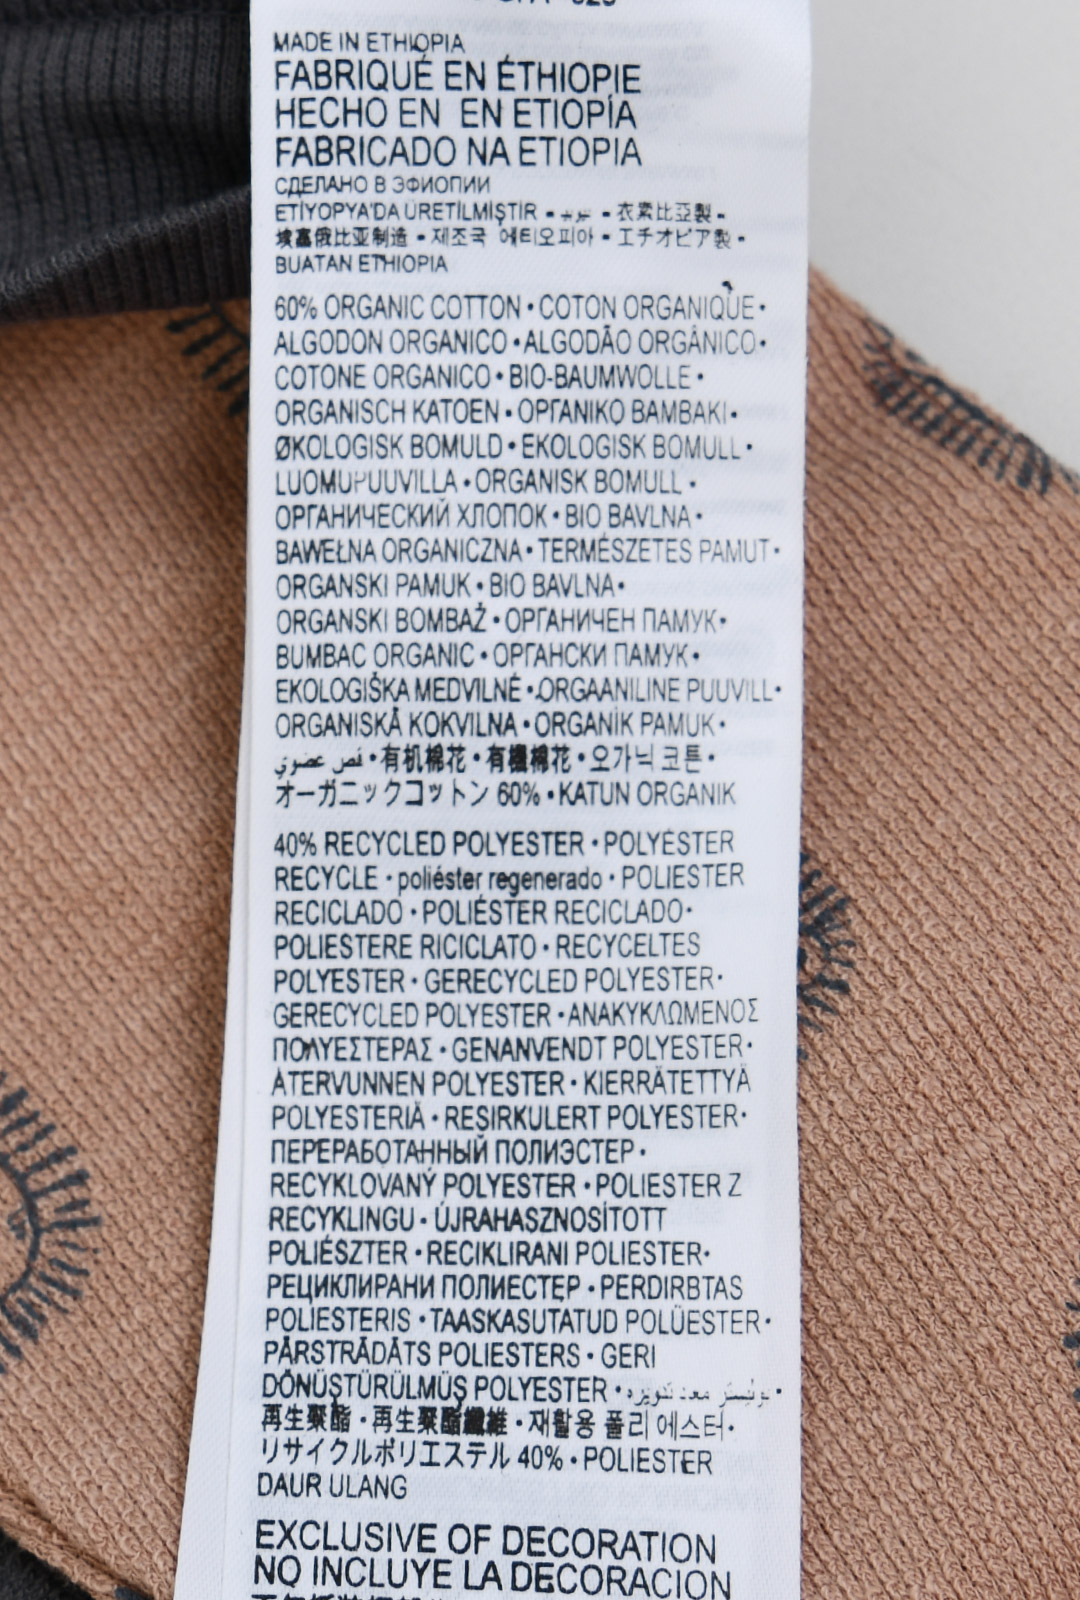 MADE IN ETHIOPIA
FABRIQUÉ EN ÉTHIOPIE
HECHO EN EN ETIOPÍA
FABRICADO NA ETIOPIA
СДЕЛАНО В ЭФИОПИИ
ETİYOPYA'DA ÜRETİLMİŞTİR • • 衣索比亞製 •
埃塞俄比亚制造 • 제조국 에티오피아 • エチオピア製 •
BUATAN ETHIOPIA
60% ORGANIC COTTON • COTON ORGANIQUE •
ALGODON ORGANICO • ALGODÃO ORGÂNICO •
COTONE ORGANICO • BIO-BAUMWOLLE •
ORGANISCH KATOEN • ΟΡΓΑΝΙΚΟ ΒΑΜΒΑΚΙ •
ØKOLOGISK BOMULD • EKOLOGISK BOMULL •
LUOMUPUUVILLA • ORGANISK BOMULL •
ОРГАНИЧЕСКИЙ ХЛОПОК • BIO BAVLNA •
BAWEŁNA ORGANICZNA • TERMÉSZETES PAMUT •
ORGANSKI PAMUK • BIO BAVLNA •
ORGANSKI BOMBAŽ • ОРГАНИЧЕН ПАМУК •
BUMBAC ORGANIC • ОРГАНСКИ ПАМУК •
EKOLOGIŠKA MEDVILNĖ • ORGAANILINE PUUVILL •
ORGANISKĀ KOKVILNA • ORGANİK PAMUK •
قص عضوي • 有机棉花 • 有機棉花 • 오가닉 코튼 •
オーガニックコットン 60% • KATUN ORGANIK
40% RECYCLED POLYESTER • POLYESTER
RECYCLE • poliéster regenerado • POLIESTER
RECICLADO • POLIÉSTER RECICLADO •
POLIESTERE RICICLATO • RECYCELTES
POLYESTER • GERECYCLED POLYESTER •
GERECYCLED POLYESTER • ΑΝΑΚΥΚΛΩΜΕΝΟΣ
ΠΟΛΥΕΣΤΕΡΑΣ • GENANVENDT POLYESTER •
ÅTERVUNNEN POLYESTER • KIERRÄTETTYÄ
POLYESTERIÄ • RESIRKULERT POLYESTER •
ПЕРЕРАБОТАННЫЙ ПОЛИЭСТЕР •
RECYKLOVANÝ POLYESTER • POLIESTER Z
RECYKLINGU • ÚJRAHASZNOSÍTOTT
POLIÉSZTER • RECIKLIRANI POLIESTER •
РЕЦИКЛИРАНИ ПОЛИЕСТЕР • PERDIRBTAS
POLIESTERIS • TAASKASUTATUD POLÜESTER •
PĀRSTRĀDĀTS POLIESTERS • GERI
DÖNÜŞTÜRÜLMÜŞ POLYESTER • •
再生聚酯 • 再生聚酯纖維 • 재활용 폴리 에스터 •
リサイクルポリエステル 40% • POLIESTER
DAUR ULANG
EXCLUSIVE OF DECORATION
NO INCLUYE LA DECORACION